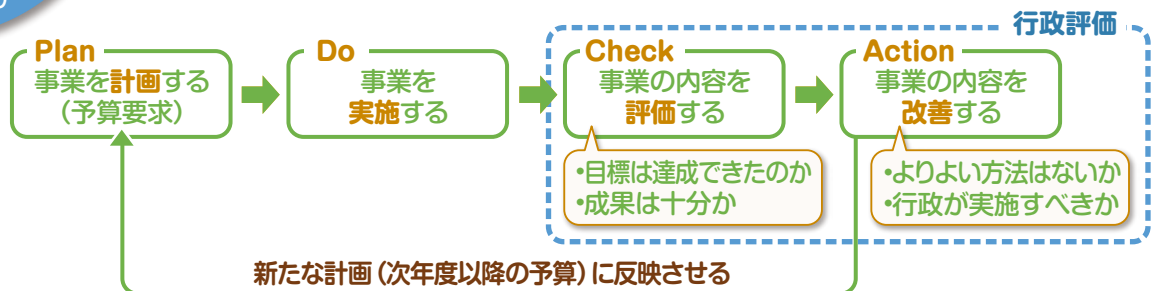 行政評価
Plan
事業を計画する
（予算要求）
Do
事業を
実施する
Check
事業の内容を
評価する
Action
事業の内容を
改善する
・目標は達成できたのか
・成果は十分か
・よりよい方法はないか
・行政が実施すべきか
新たな計画（次年度以降の予算）に反映させる